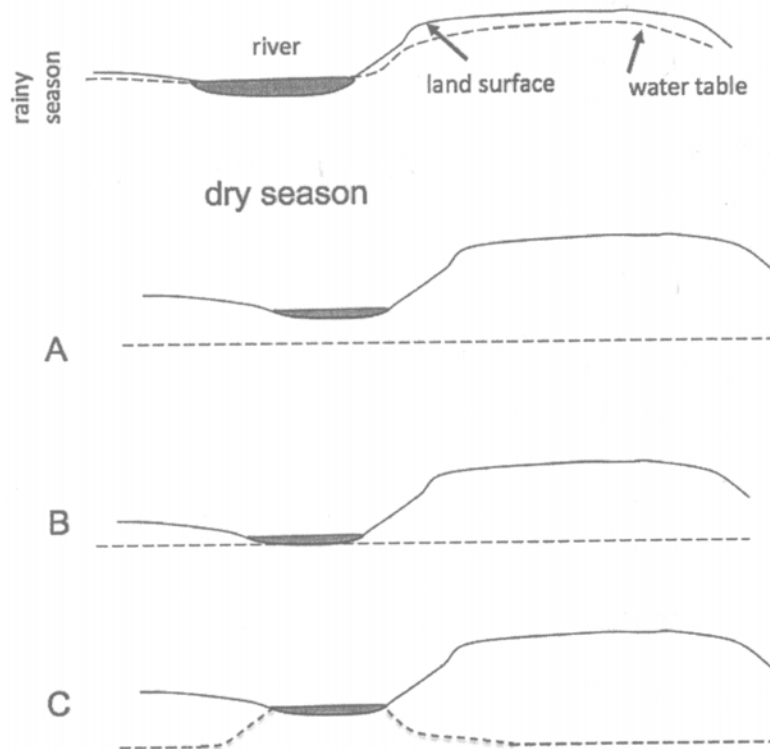 rainy
season
river
land surface
water table
dry season
A
B
C